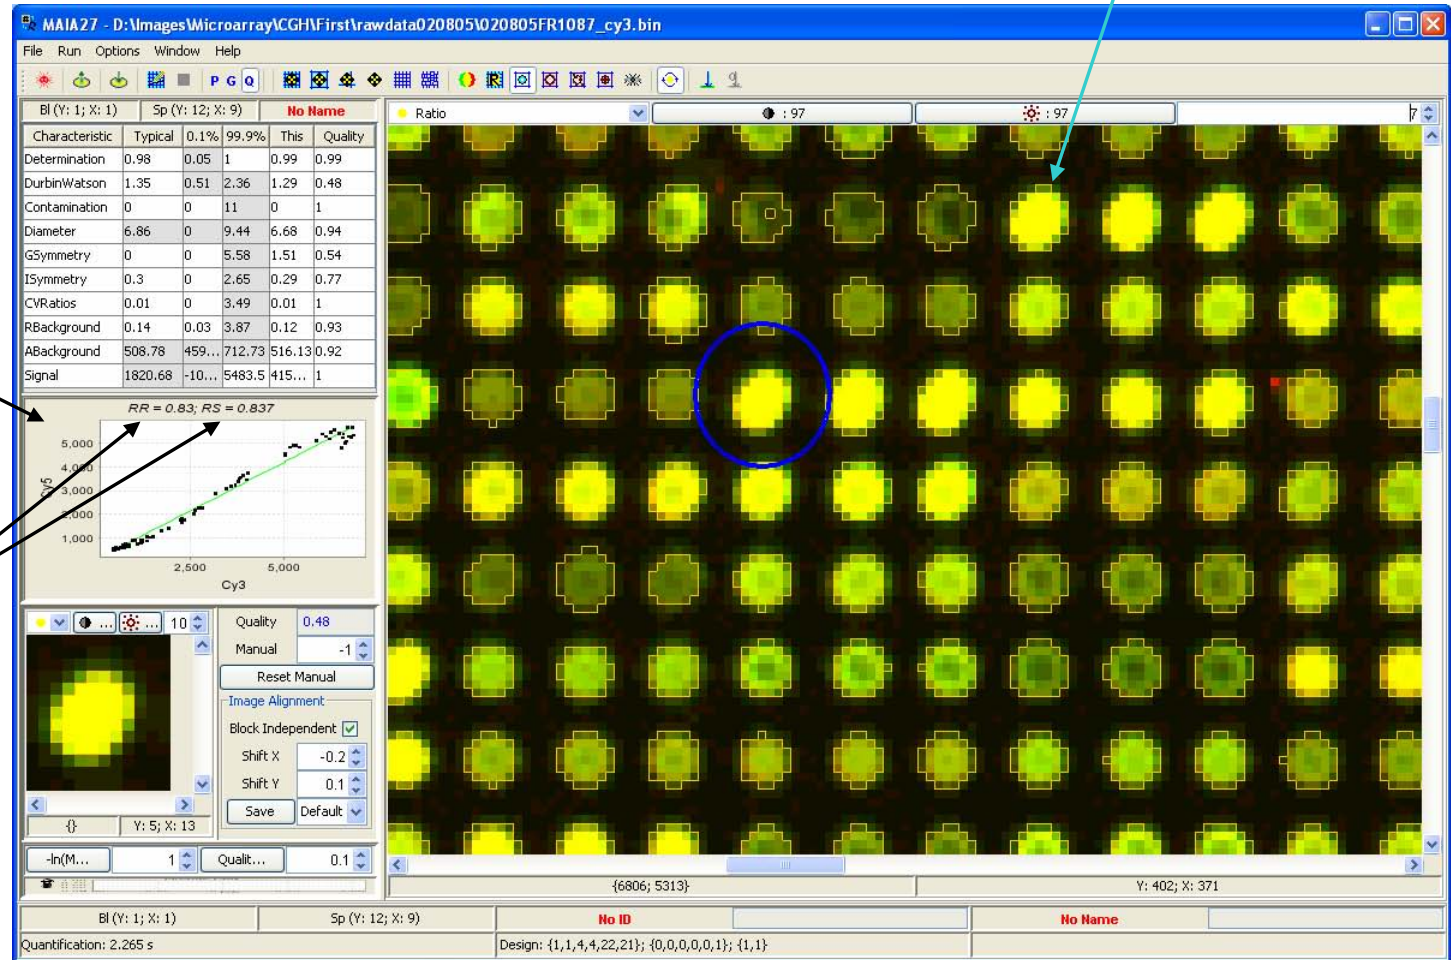 MAIA27 - D:\Images\Microarray\CGH\First\rawdata020805\020805FR1087_cy3.bin
File Run Options Window Help
P G Q R
Bl (Y: 1; X: 1) Sp (Y: 12; X: 9) No Name
Ratio : 97 : 97 7
Characteristic Typical 0.1% 99.9% This Quality
Determination 0.98 0.05 1 0.99 0.99
DurbinWatson 1.35 0.51 2.36 1.29 0.48
Contamination 0 0 11 0 1
Diameter 6.86 0 9.44 6.68 0.94
GSymmetry 0 0 5.58 1.51 0.54
ISymmetry 0.3 0 2.65 0.29 0.77
CVRatios 0.01 0 3.49 0.01 1
RBackground 0.14 0.03 3.87 0.12 0.93
ABackground 508.78 459... 712.73 516.13 0.92
Signal 1820.68 -10... 5483.5 415... 1
RR = 0.83; RS = 0.837
5,000
4,000
3,000
2,000
1,000
Cy5
2,500 5,000
Cy3
... ... 10
Quality 0.48
Manual -1
Reset Manual
Image Alignment
Block Independent
Shift X -0.2
Shift Y 0.1
Save Default
{} Y: 5; X: 13
-ln(M... 1 Qualit... 0.1
{6806; 5313} Y: 402; X: 371
Bl (Y: 1; X: 1) Sp (Y: 12; X: 9) No ID No Name
Quantification: 2.265 s Design: {1,1,4,4,22,21}; {0,0,0,0,0,1}; {1,1}